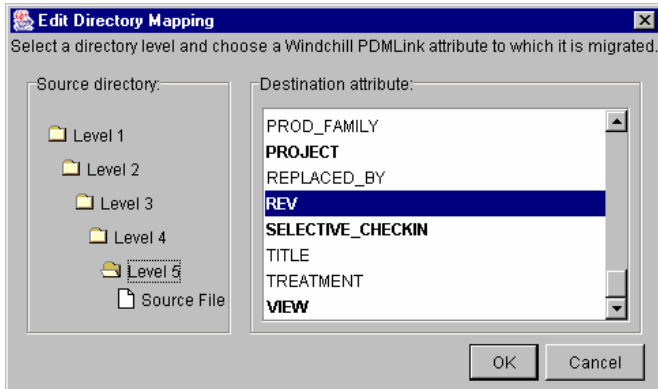 Edit Directory Mapping
Select a directory level and choose a Windchill PDMLink attribute to which it is migrated.
Source directory:
Level 1
Level 2
Level 3
Level 4
Level 5
Source File
Destination attribute:
PROD_FAMILY
PROJECT
REPLACED_BY
REV
SELECTIVE_CHECKIN
TITLE
TREATMENT
VIEW
OK
Cancel